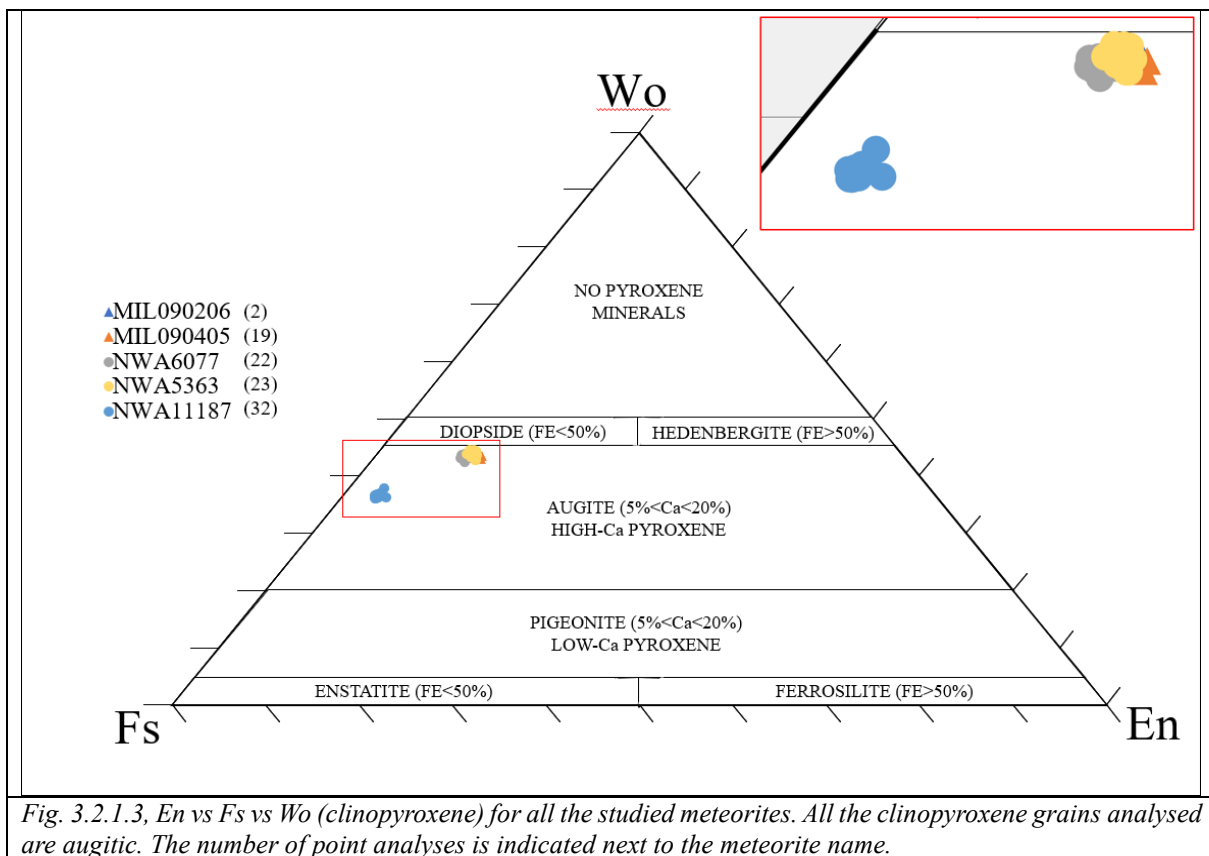 Wo
NO PYROXENE
MINERALS
MIL090206 (2)
MIL090405 (19)
NWA6077 (22)
NWA5363 (23)
NWA11187 (32)
DIOPSIDE (FE<50%) HEDENBERGITE (FE>50%)
AUGITE (5%<Ca<20%)
HIGH-Ca PYROXENE
PIGEONITE (5%<Ca<20%)
LOW-Ca PYROXENE
ENSTATITE (FE<50%) FERROSILITE (FE>50%)
Fs En
Fig. 3.2.1.3, En vs Fs vs Wo (clinopyroxene) for all the studied meteorites. All the clinopyroxene grains analysed
are augitic. The number of point analyses is indicated next to the meteorite name.